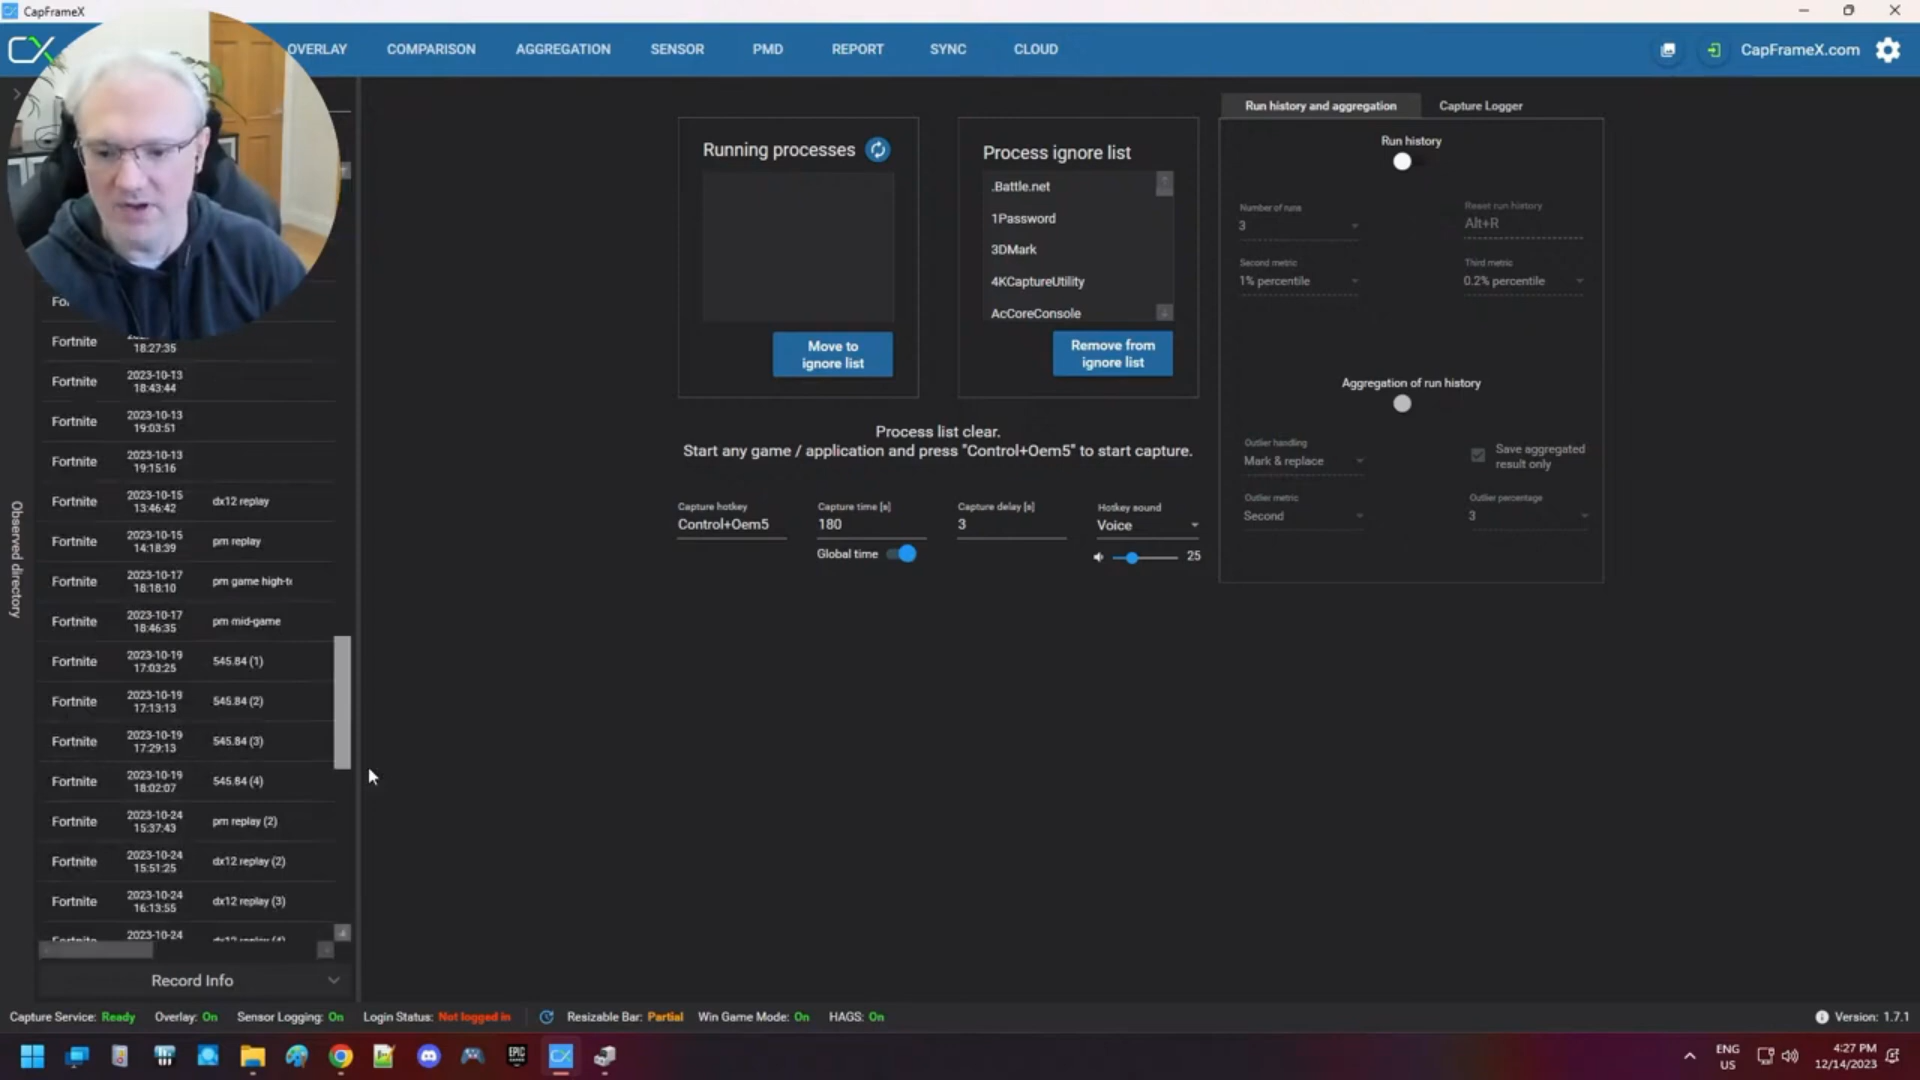 CapFrameX
CX
OVERLAY
COMPARISON
AGGREGATION
SENSOR
PMD
REPORT
SYNC
CLOUD
CapFrameX.com
Observed directory
18:27:35
Fortnite
2023-10-13
18:43:44
Fortnite
2023-10-13
19:03:51
Fortnite
2023-10-13
19:15:16
Fortnite
2023-10-13
Fortnite 2023-10-15 dx12 replay
13:46:42
Fortnite 2023-10-15 pm replay
14:18:39
Fortnite 2023-10-17 pm game high-t
18:18:10
Fortnite 2023-10-17 pm mid-game
18:46:35
Fortnite 2023-10-19 545.84 (1)
17:03:25
Fortnite 2023-10-19 545.84 (2)
17:13:13
Fortnite 2023-10-19 545.84 (3)
17:29:13
Fortnite 2023-10-19 545.84 (4)
18:02:07
Fortnite 2023-10-24 pm replay (2)
15:37:43
Fortnite 2023-10-24 dx12 replay (2)
15:51:25
Fortnite 2023-10-24 dx12 replay (3)
16:13:55
Fortnite 2023-10-24 dx12 replay (4)
Record Info
Running processes
Move to
ignore list
Process ignore list
.Battle.net
1Password
3DMark
4KCaptureUtility
AcCoreConsole
Remove from
ignore list
Process list clear.
Start any game / application and press "Control+Oem5" to start capture.
Capture hotkey
Control+Oem5
Capture time [s]
180
Global time
Capture delay [s]
3
Hotkey sound
Voice
25
Run history and aggregation
Capture Logger
Run history
Number of runs
3
Reset run history
Alt+R
Second metric
1% percentile
Third metric
0.2% percentile
Aggregation of run history
Outlier handling
Mark & replace
Save aggregated
result only
Outlier metric
Second
Outlier percentage
3
Capture Service: Ready
Overlay: On
Sensor Logging: On
Login Status: Not logged in
Resizable Bar: Partial
Win Game Mode: On
HAGS: On
Version: 1.7.1
EPIC
CX
ENG
US
4:27 PM
12/14/2023